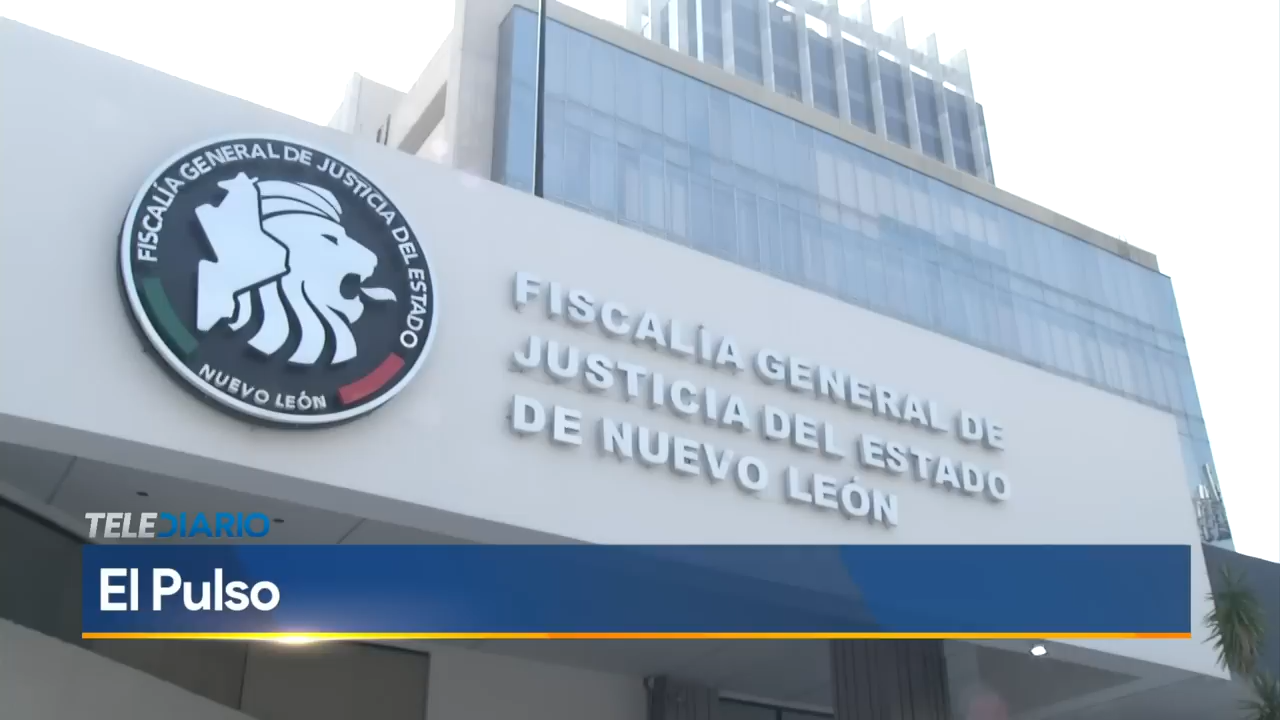 FISCALÍA GENERAL DE JUSTICIA DEL ESTADO
NUEVO LEÓN
FISCALÍA GENERAL DE
JUSTICIA DEL ESTADO
DE NUEVO LEÓN
TELEDIARIO
El Pulso